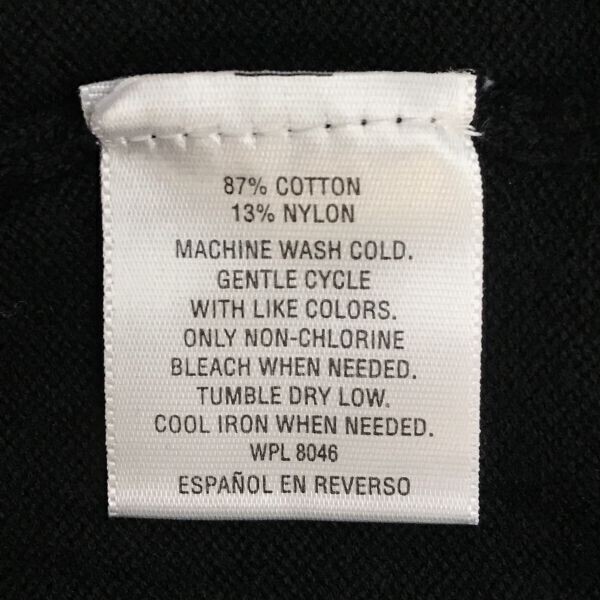 87% COTTON
13% NYLON
MACHINE WASH COLD.
GENTLE CYCLE
WITH LIKE COLORS.
ONLY NON-CHLORINE
BLEACH WHEN NEEDED.
TUMBLE DRY LOW.
COOL IRON WHEN NEEDED.
WPL 8046
ESPAÑOL EN REVERSO